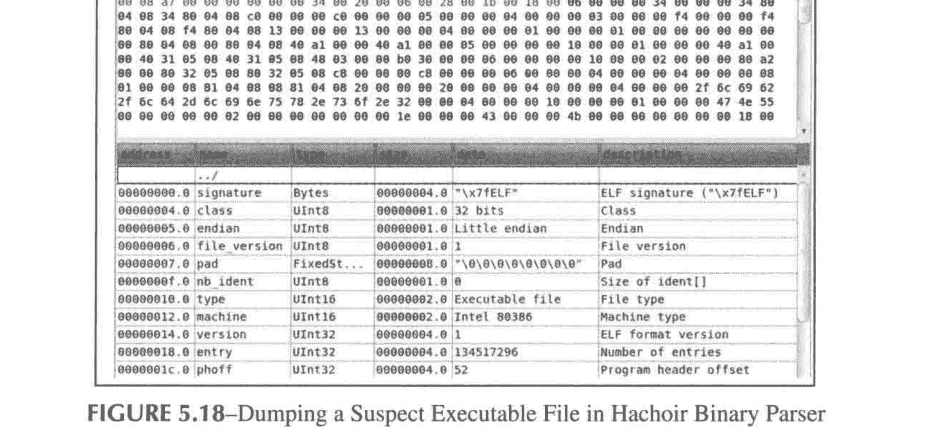 04 08 34 80 04 08 c0 00 00 00 c0 00 00 00 05 00 00 00 04 00 00 00 03 00 00 00 f4 00 00 00 f4
80 04 08 f4 80 04 08 13 00 00 00 13 00 00 00 04 00 00 00 01 00 00 00 01 00 00 00 00 00 00 00
00 80 04 08 00 80 04 08 40 a1 00 00 40 a1 00 00 05 00 00 00 00 10 00 00 01 00 00 00 40 a1 00
00 40 31 05 08 40 31 05 08 48 03 00 00 b0 30 00 00 06 00 00 00 00 10 00 00 02 00 00 00 80 a2
00 00 80 32 05 08 80 32 05 08 c8 00 00 00 c8 00 00 00 06 00 00 00 04 00 00 00 04 00 00 00 08
01 00 00 08 81 04 08 08 81 04 08 20 00 00 00 20 00 00 00 04 00 00 00 04 00 00 00 2f 6c 69 62
2f 6c 64 2d 6c 69 6e 75 78 2e 73 6f 2e 32 00 00 04 00 00 00 10 00 00 00 01 00 00 00 47 4e 55
00 00 00 00 00 02 00 00 00 00 00 00 00 1e 00 00 00 43 00 00 00 4b 00 00 00 00 00 00 00 18 00
address name type size data description
../
00000000.0 signature Bytes 00000004.0 "\x7fELF" ELF signature ("\x7fELF")
00000004.0 class UInt8 00000001.0 32 bits Class
00000005.0 endian UInt8 00000001.0 Little endian Endian
00000006.0 file_version UInt8 00000001.0 1 File version
00000007.0 pad FixedSt... 00000008.0 "\0\0\0\0\0\0\0\0" Pad
0000000f.0 nb_ident UInt8 00000001.0 0 Size of ident[]
00000010.0 type UInt16 00000002.0 Executable file File type
00000012.0 machine UInt16 00000002.0 Intel 80386 Machine type
00000014.0 version UInt32 00000004.0 1 ELF format version
00000018.0 entry UInt32 00000004.0 134517296 Number of entries
0000001c.0 phoff UInt32 00000004.0 52 Program header offset
FIGURE 5.18–Dumping a Suspect Executable File in Hachoir Binary Parser